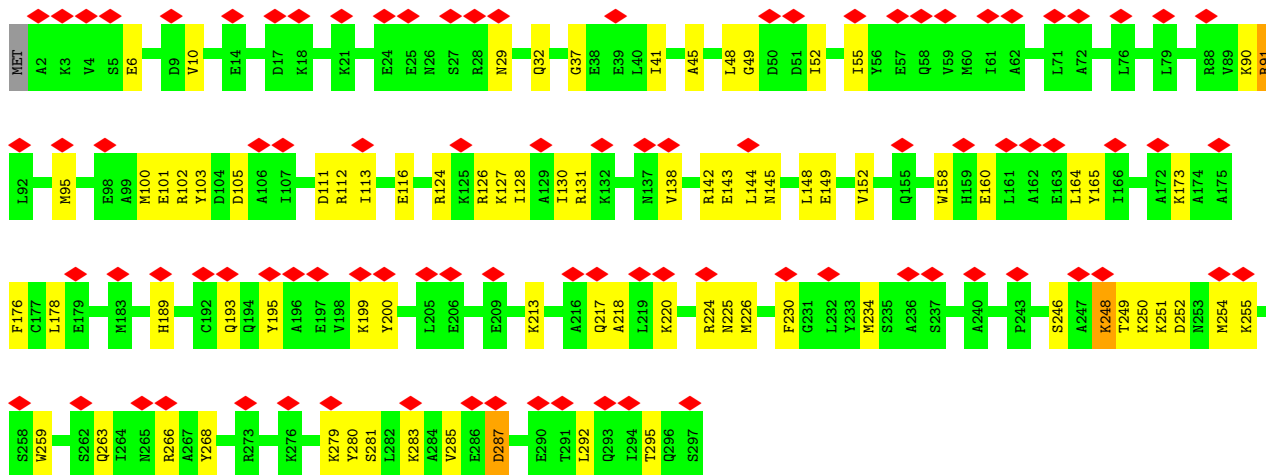 MET A2 K3 V4 S5 E6 D9 V10 E14 D17 K18 K21 E24 E25 N26 S27 R28 N29 Q32 G37 E38 E39 L40 I41 A45 L48 G49 D50 D51 I52 I55 Y56 E57 Q58 V59 M60 I61 A62 L71 A72 L76 L79 R88 V89 K90 R91
L92 M95 E98 A99 M100 E101 R102 Y103 D104 D105 A106 I107 D111 R112 I113 E116 R124 K125 R126 K127 I128 A129 I130 R131 K132 N137 V138 R142 E143 L144 N145 L148 E149 V152 Q155 W158 H159 E160 L161 A162 E163 L164 Y165 I166 A172 K173 A174 A175
F176 C177 L178 E179 M183 H189 C192 Q193 Q194 Y195 A196 E197 V198 K199 Y200 L205 E206 E209 K213 A216 Q217 A218 L219 K220 R224 N225 M226 F230 G231 L232 Y233 M234 S235 A236 S237 A240 P243 S246 A247 K248 T249 K250 K251 D252 N253 M254 K255
S258 W259 S262 Q263 I264 N265 R266 A267 Y268 R273 K276 K279 Y280 S281 L282 K283 A284 V285 E286 D287 E290 T291 L292 Q293 I294 T295 Q296 S297